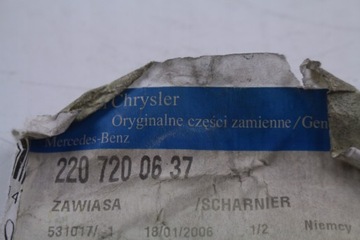 Chrysler
Oryginalne części zamienne/Gen
Mercedes-Benz
220 720 06 37
ZAWIASA /SCHARNIER
531017/ 1 18/01/2006 1/2 Niemcy